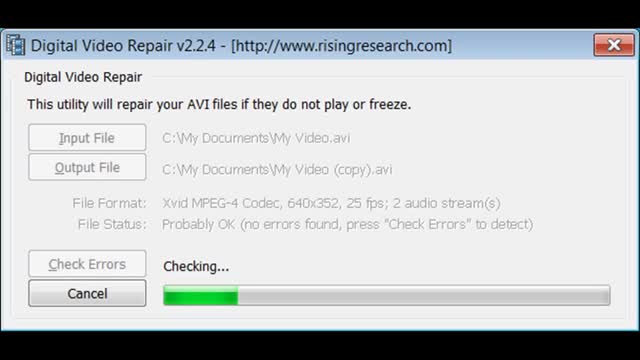 Digital Video Repair v2.2.4 - [http://www.risingresearch.com]
Digital Video Repair
This utility will repair your AVI files if they do not play or freeze.
Input File C:\My Documents\My Video.avi
Output File C:\My Documents\My Video (copy).avi
File Format: Xvid MPEG-4 Codec, 640x352, 25 fps; 2 audio stream(s)
File Status: Probably OK (no errors found, press "Check Errors" to detect)
Check Errors Checking...
Cancel